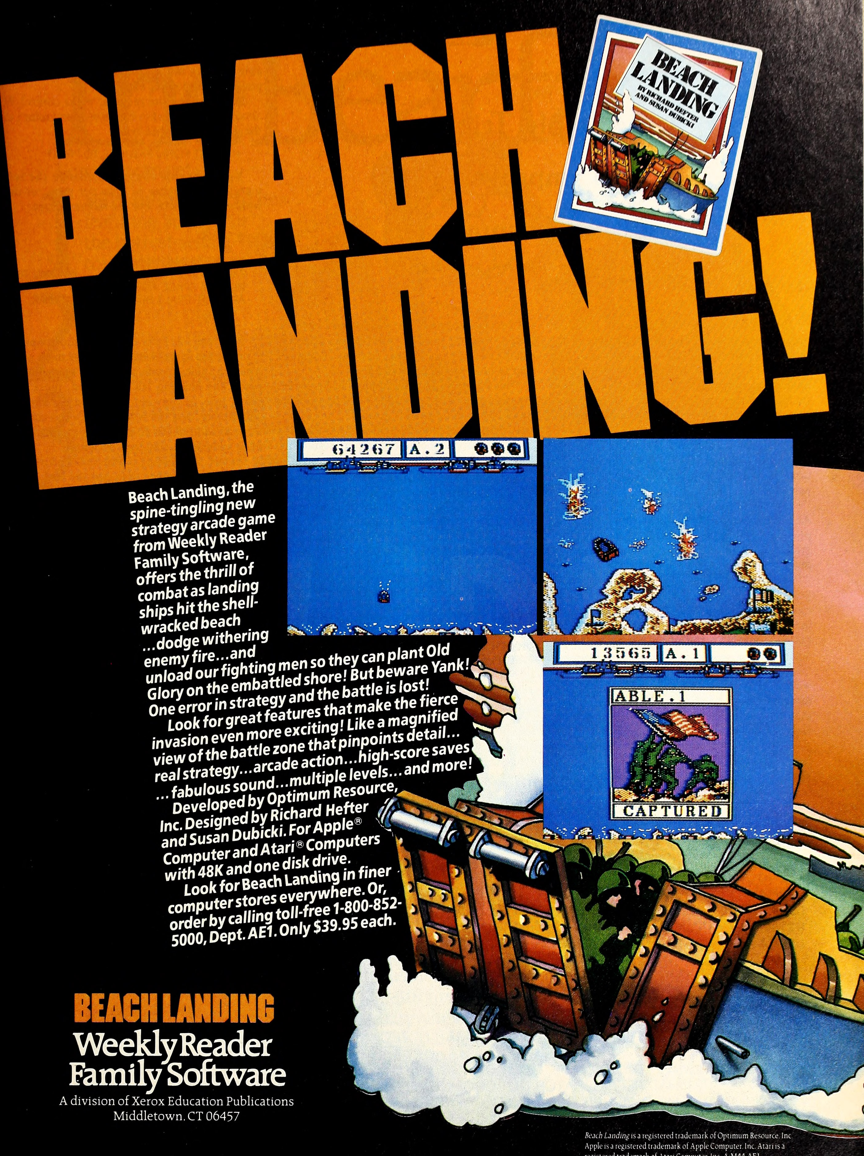 BEACH
LANDING!
BEACH
LANDING
BY RICHARD HEFTER
AND SUSAN DUBICKI
64267 A.2
13565 A.1
ABLE.1
CAPTURED
Beach Landing, the
spine-tingling new
strategy arcade game
from Weekly Reader
Family Software,
offers the thrill of
combat as landing
ships hit the shell-
wracked beach
...dodge withering
enemy fire...and
unload our fighting men so they can plant Old
Glory on the embattled shore! But beware Yank!
One error in strategy and the battle is lost!
Look for great features that make the fierce
invasion even more exciting! Like a magnified
view of the battle zone that pinpoints detail...
real strategy...arcade action...high-score saves
...fabulous sound...multiple levels...and more!
Developed by Optimum Resource,
Inc. Designed by Richard Hefter
and Susan Dubicki. For Apple®
Computer and Atari® Computers
with 48K and one disk drive.
Look for Beach Landing in finer
computer stores everywhere. Or,
order by calling toll-free 1-800-852-
5000, Dept. AE1. Only $39.95 each.
BEACH LANDING
Weekly Reader
Family Software
A division of Xerox Education Publications
Middletown, CT 06457
Beach Landing is a registered trademark of Optimum Resource, Inc.
Apple is a registered trademark of Apple Computer, Inc. Atari is a